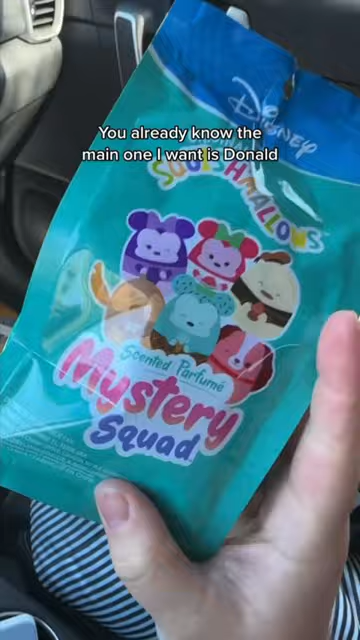 You already know the
main one I want is Donald
Disney
SQUISHMALLOWS
Scented Parfumé
Mystery
Squad